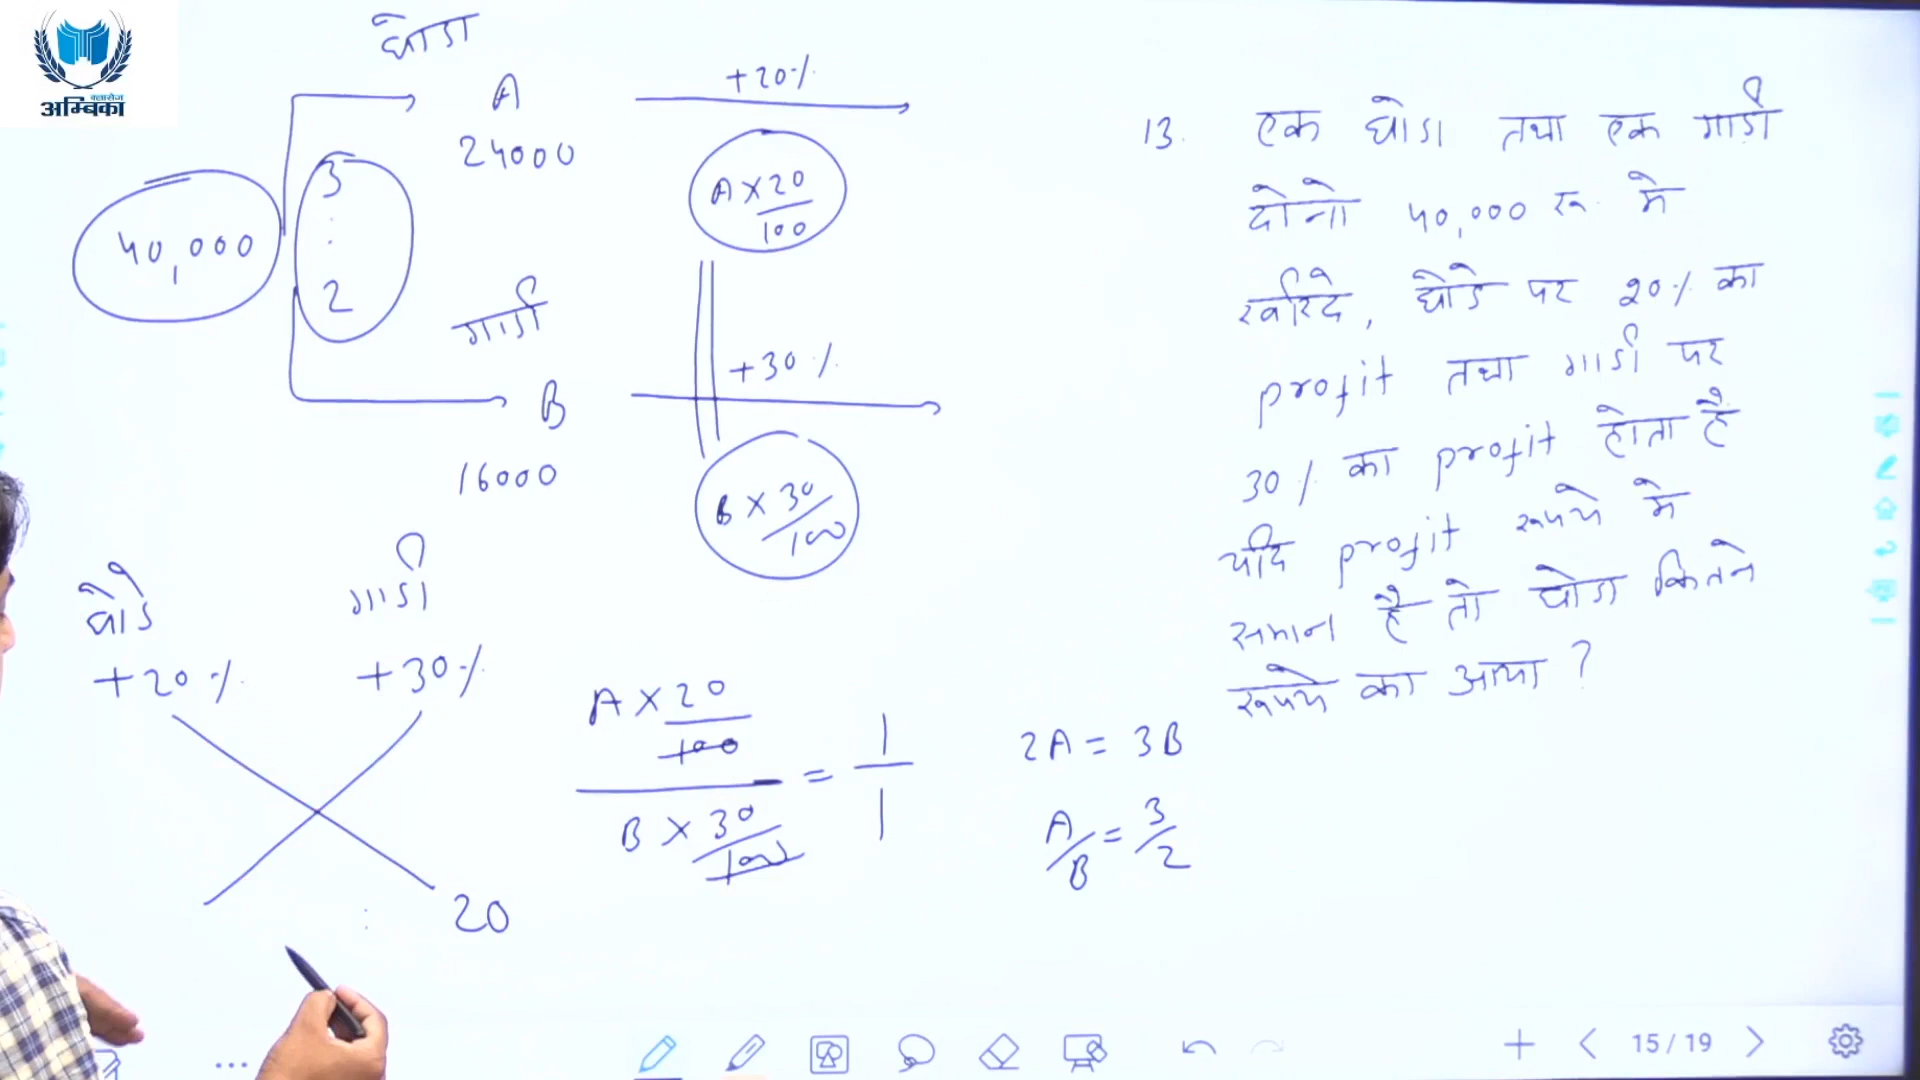 क्लासेज
अम्बिका
घोडा
A
24000
+20%
A × 20/100
40,000
3
:
2
गाडी
B
16000
+30%
B × 30/100
घोडे
+20%
गाडी
+30%
20
A × 20/100
B × 30/100
= 1/1
2A = 3B
A/B = 3/2
13. एक घोडा तथा एक गाडी
दोनो 40,000 रू. मे
खरिदे, घोडे पर 20% का
profit तथा गाडी पर
30% का profit होता है
यदि profit रूपये मे
समान है तो घोडा कितने
रूपये का आया ?
15/19